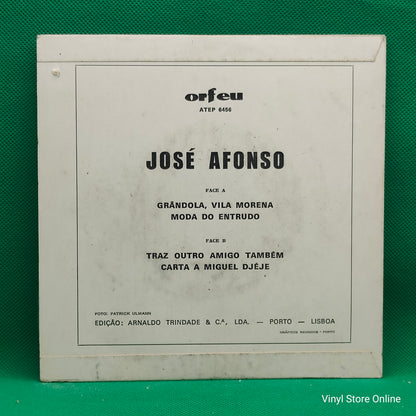 orfeu
ATEP 6456
JOSÉ AFONSO
FACE A
GRÂNDOLA, VILA MORENA
MODA DO ENTRUDO
FACE B
TRAZ OUTRO AMIGO TAMBÉM
CARTA A MIGUEL DJÉJE
FOTO: PATRICK ULMANN
EDIÇÃO: ARNALDO TRINDADE & C.ª, LDA. — PORTO — LISBOA
Vinyl Store Online